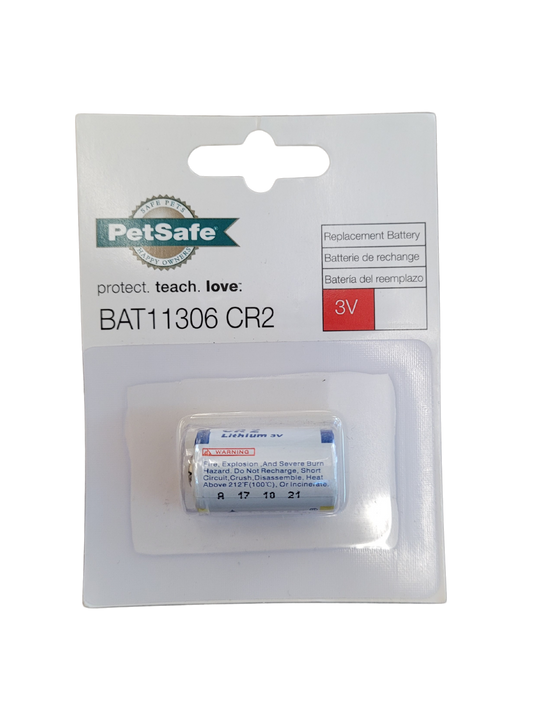 SAFE PETS
PetSafe®
HAPPY OWNERS
protect. teach. love.
BAT11306 CR2
Replacement Battery
Batterie de rechange
Batería del reemplazo
3V
CR2
Lithium 3V
WARNING
Fire, Explosion ,And Severe Burn
Hazard. Do Not Recharge, Short
Circuit,Crush,Disassemble, Heat
Above 212℉(100℃), Or Incinerate.
A 17 10 21